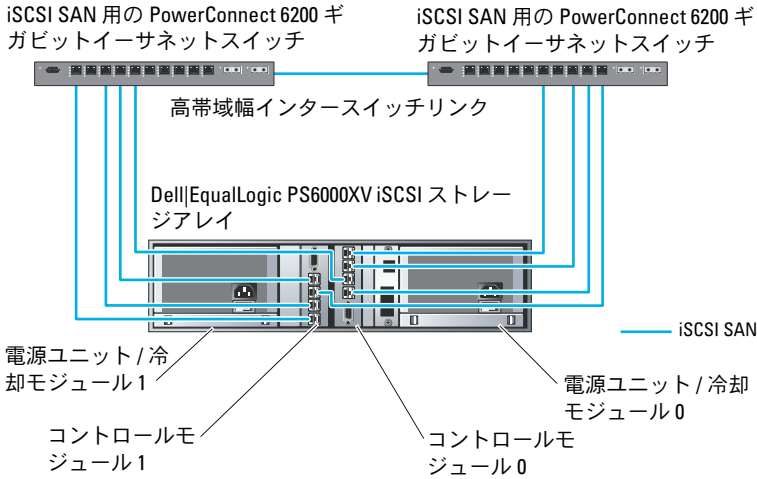 iSCSI SAN 用の PowerConnect 6200 ギ
ガビットイーサネットスイッチ
iSCSI SAN 用の PowerConnect 6200 ギ
ガビットイーサネットスイッチ
高帯域幅インタースイッチリンク
Dell|EqualLogic PS6000XV iSCSI ストレー
ジアレイ
iSCSI SAN
電源ユニット / 冷
却モジュール 1
電源ユニット / 冷却
モジュール 0
コントロールモ
ジュール 1
コントロールモ
ジュール 0